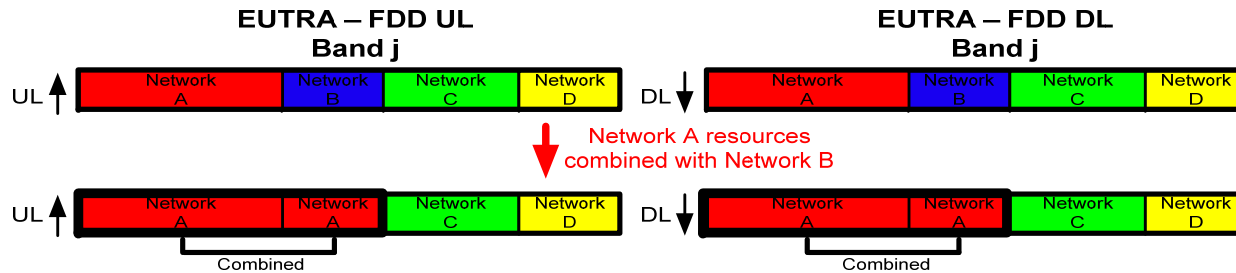 EUTRA – FDD UL
Band j
EUTRA – FDD DL
Band j
UL
Network
A
Network
B
Network
C
Network
D
DL
Network
A
Network
B
Network
C
Network
D
Network A resources
combined with Network B
UL
Network
A
Network
A
Network
C
Network
D
Combined
DL
Network
A
Network
A
Network
C
Network
D
Combined